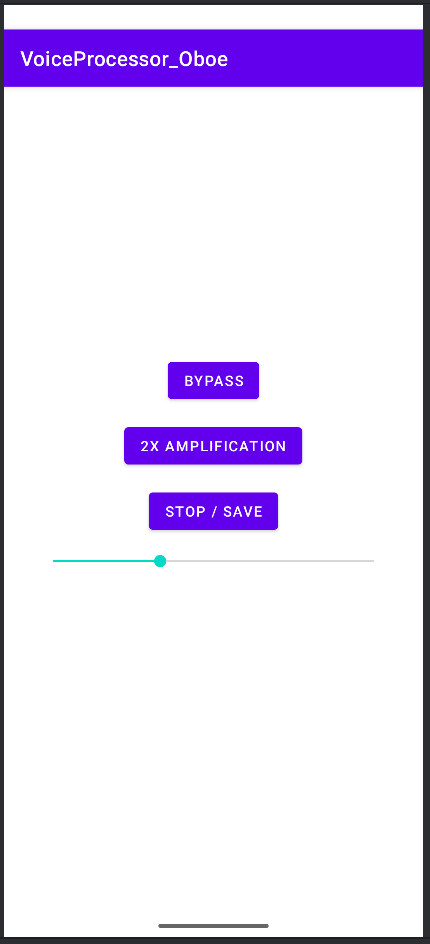 VoiceProcessor_Oboe
BYPASS
2X AMPLIFICATION
STOP / SAVE